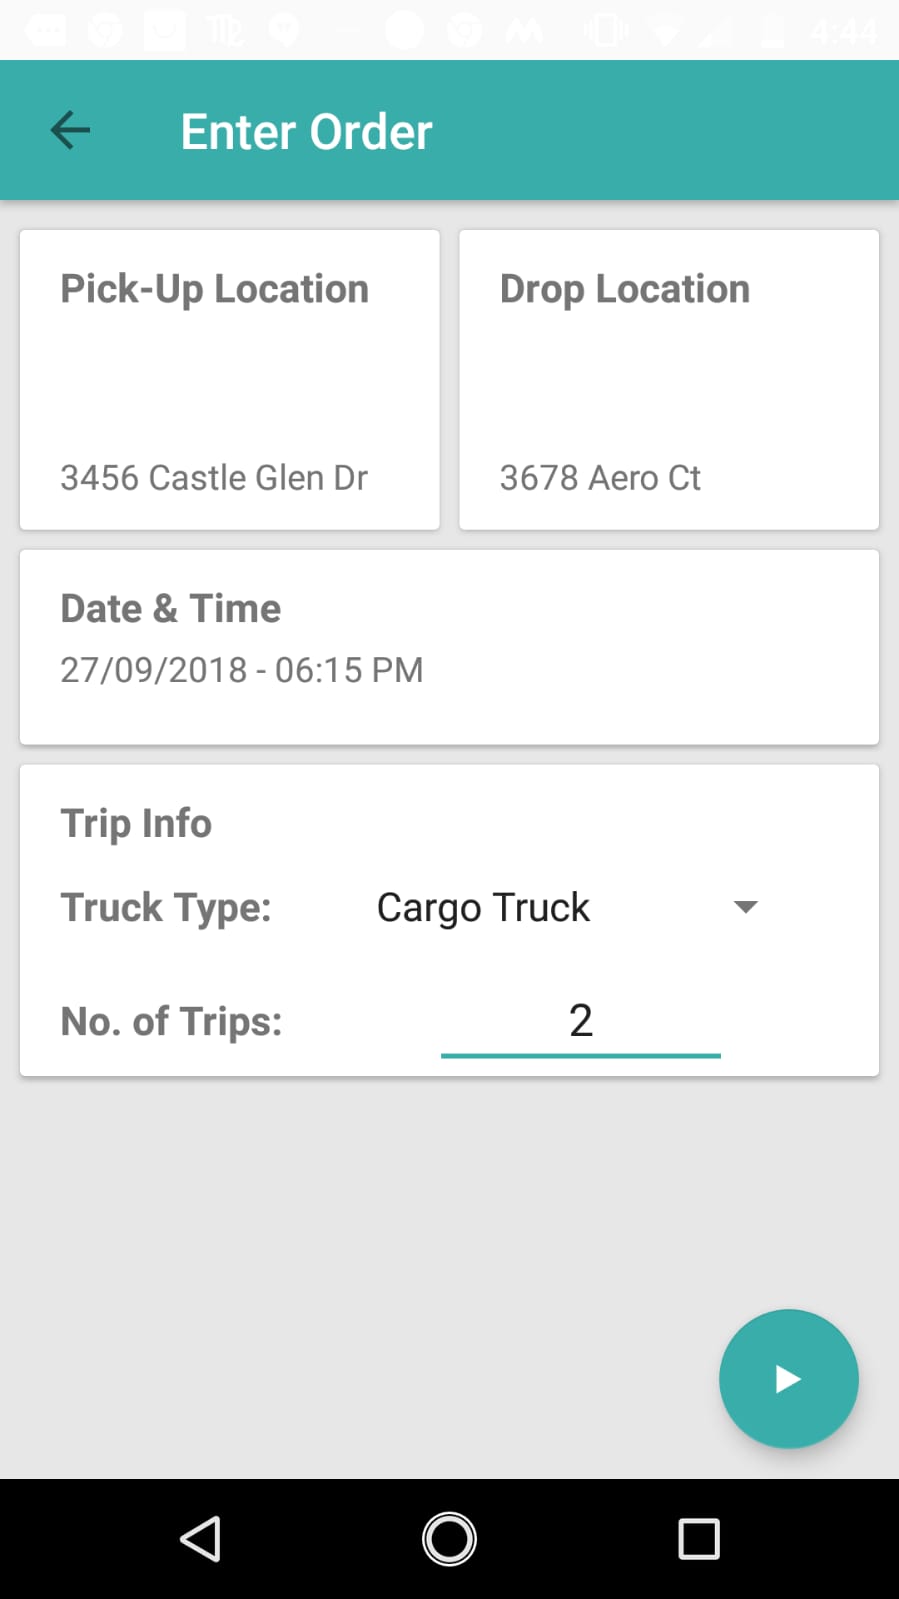 4:44
Enter Order
Pick-Up Location
3456 Castle Glen Dr
Drop Location
3678 Aero Ct
Date & Time
27/09/2018 - 06:15 PM
Trip Info
Truck Type: Cargo Truck
No. of Trips: 2